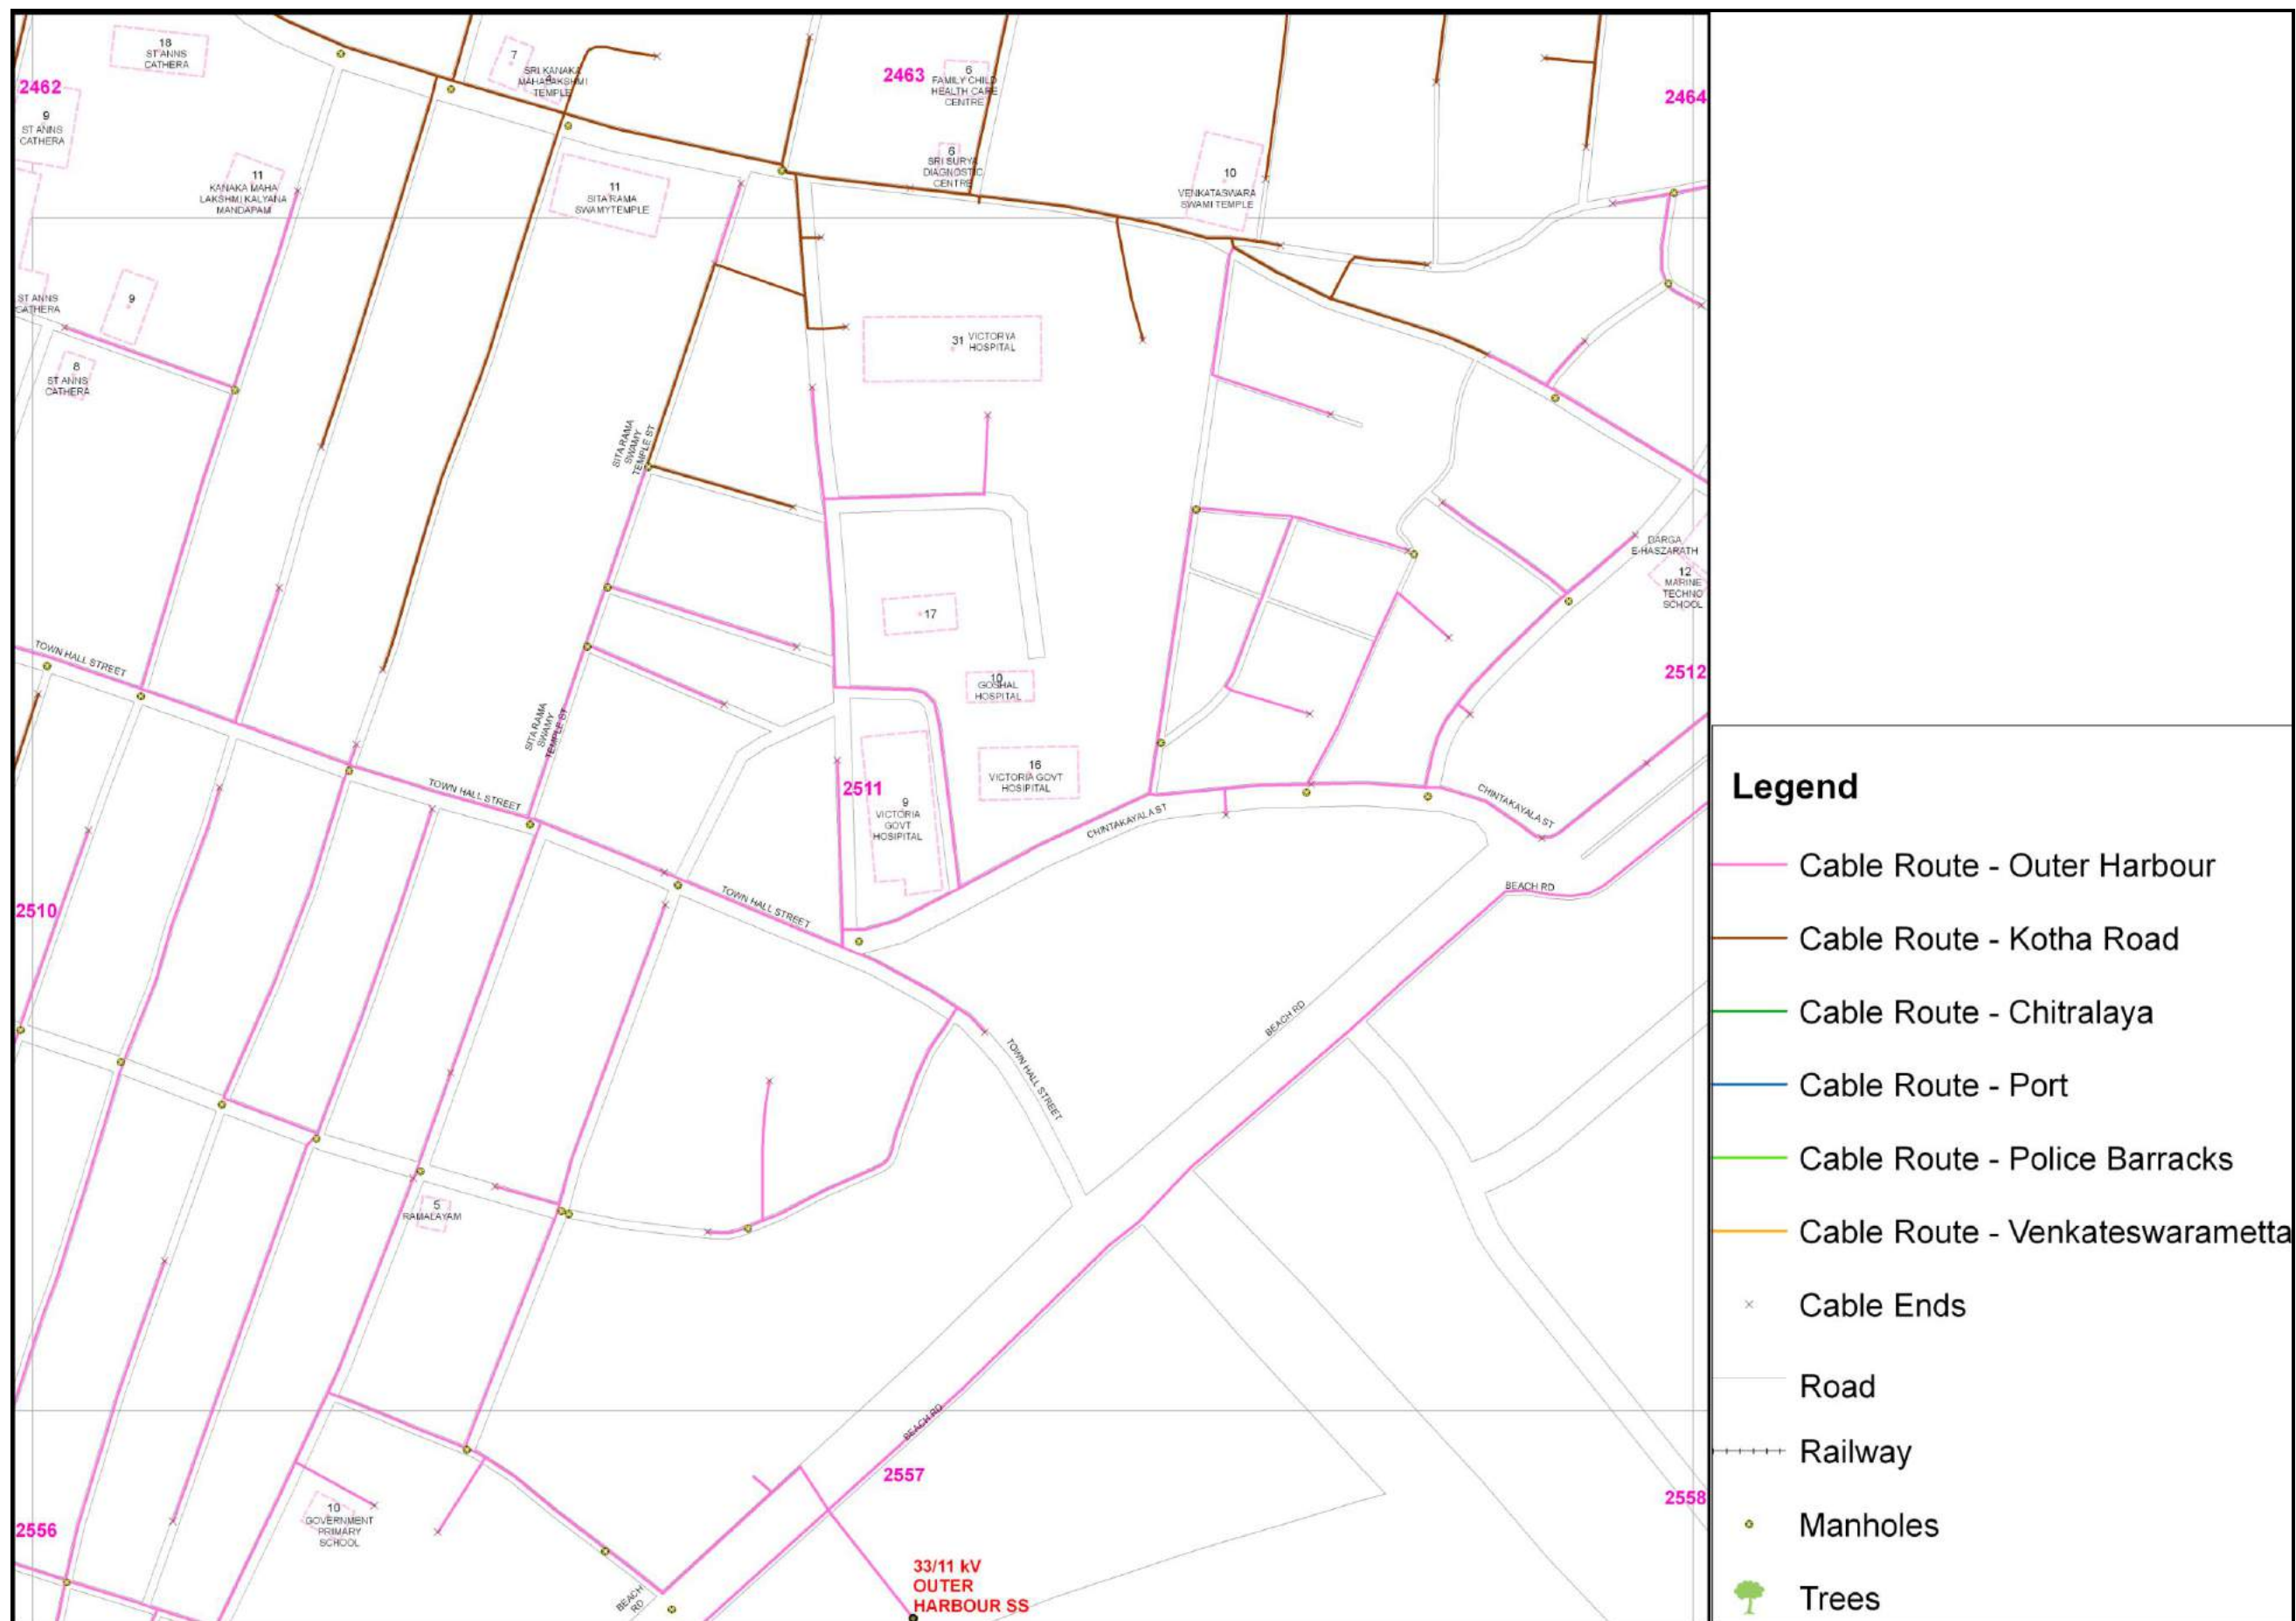 18
ST ANNS
CATHERA
7
4
SRI KANAKA
MAHALAKSHMI
TEMPLE
2463
6
FAMILY CHILD
HEALTH CARE
CENTRE
2462
2464
9
ST ANNS
CATHERA
11
KANAKA MAHA
LAKSHMI KALYANA
MANDAPAM
11
SITARAMA
SWAMYTEMPLE
6
SRI SURYA
DIAGNOSTIC
CENTRE
10
VENKATASWARA
SWAMI TEMPLE
ST ANNS
CATHERA
9
8
ST ANNS
CATHERA
31
VICTORYA
HOSPITAL
SITARAMA
SWAMY
TEMPLE ST
DARGA
E-HASZARATH
12
MARINE
TECHNO
SCHOOL
17
TOWN HALL STREET
10
GOSHAL
HOSPITAL
2512
SITARAMA
SWAMY
TEMPLE ST
16
VICTORIA GOVT
HOSIPITAL
2511
TOWN HALL STREET
9
VICTORIA
GOVT
HOSIPITAL
CHINTAKAYALA ST
CHINTAKAYALA ST
2510
TOWN HALL STREET
BEACH RD
BEACH RD
TOWN HALL STREET
5
RAMALAYAM
BEACH RD
2557
2558
10
GOVERNMENT
PRIMARY
SCHOOL
2556
33/11 kV
OUTER
HARBOUR SS
BEACH
RD
Legend
Cable Route - Outer Harbour
Cable Route - Kotha Road
Cable Route - Chitralaya
Cable Route - Port
Cable Route - Police Barracks
Cable Route - Venkateswarametta
Cable Ends
Road
Railway
Manholes
Trees